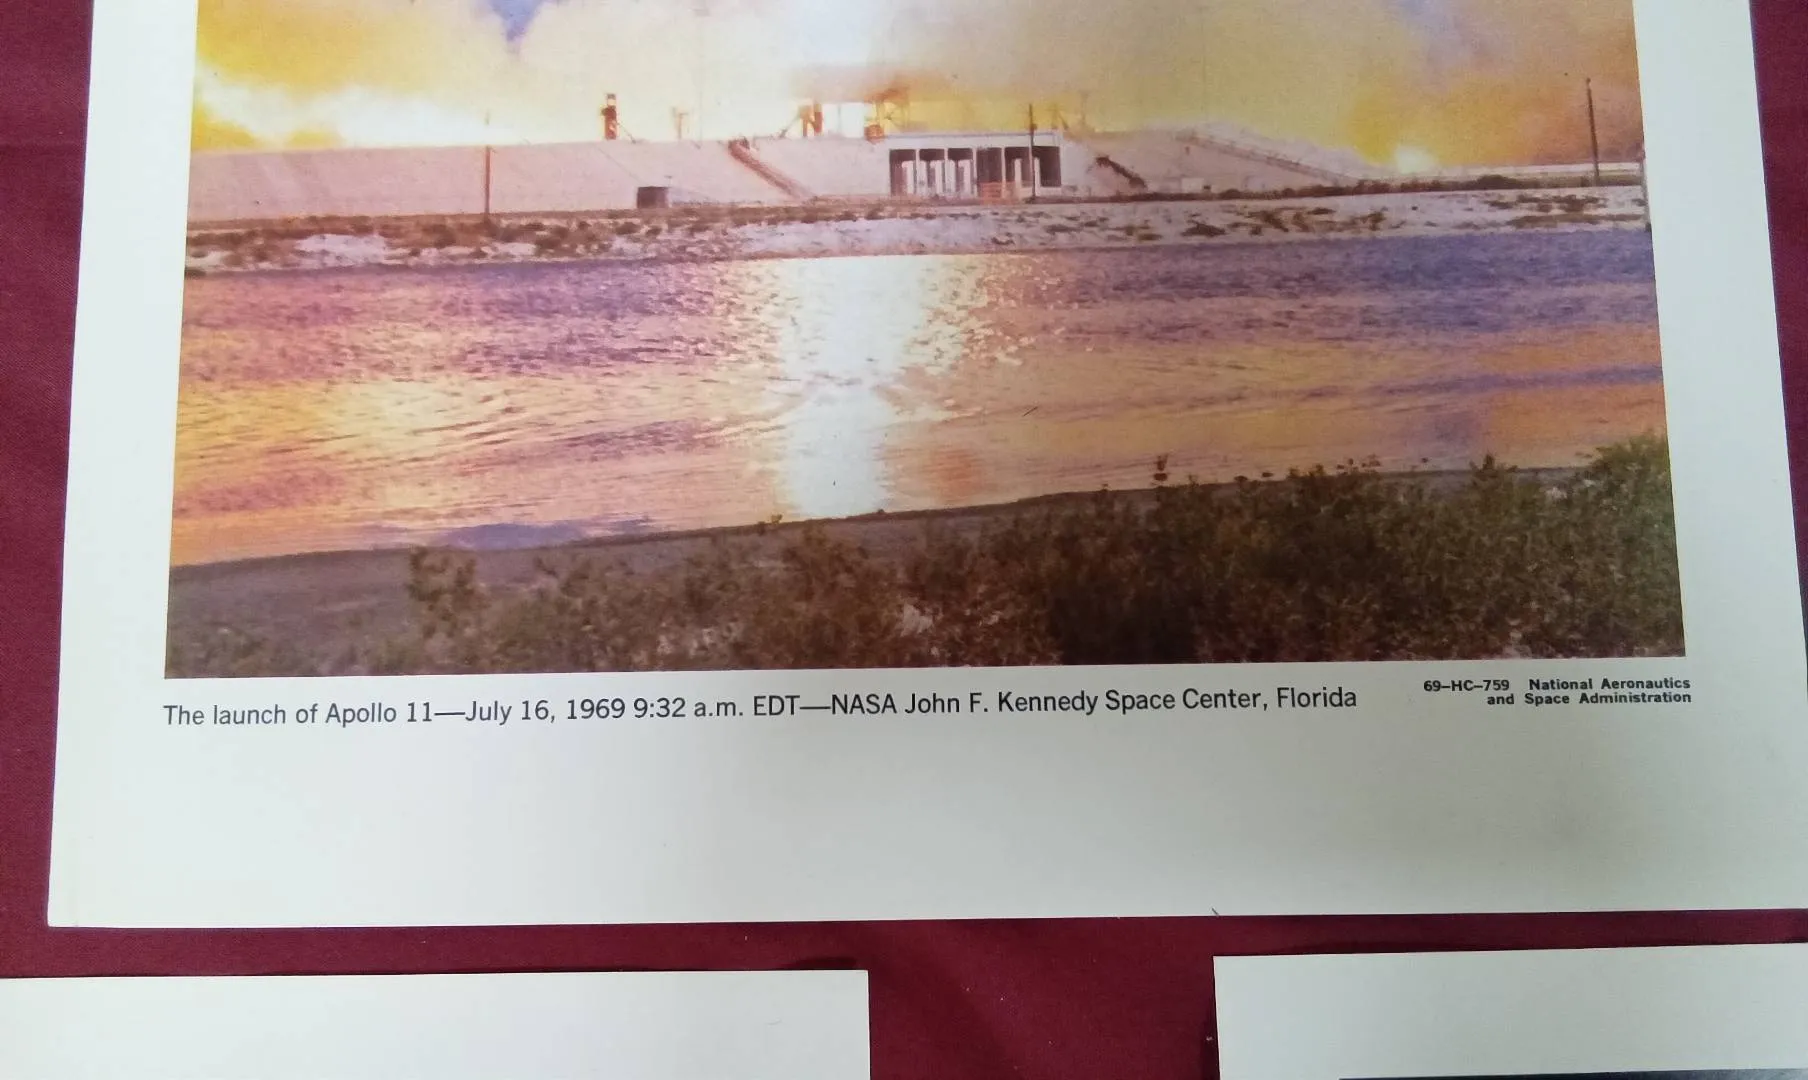 The launch of Apollo 11—July 16, 1969 9:32 a.m. EDT—NASA John F. Kennedy Space Center, Florida
69-HC-759 National Aeronautics
and Space Administration